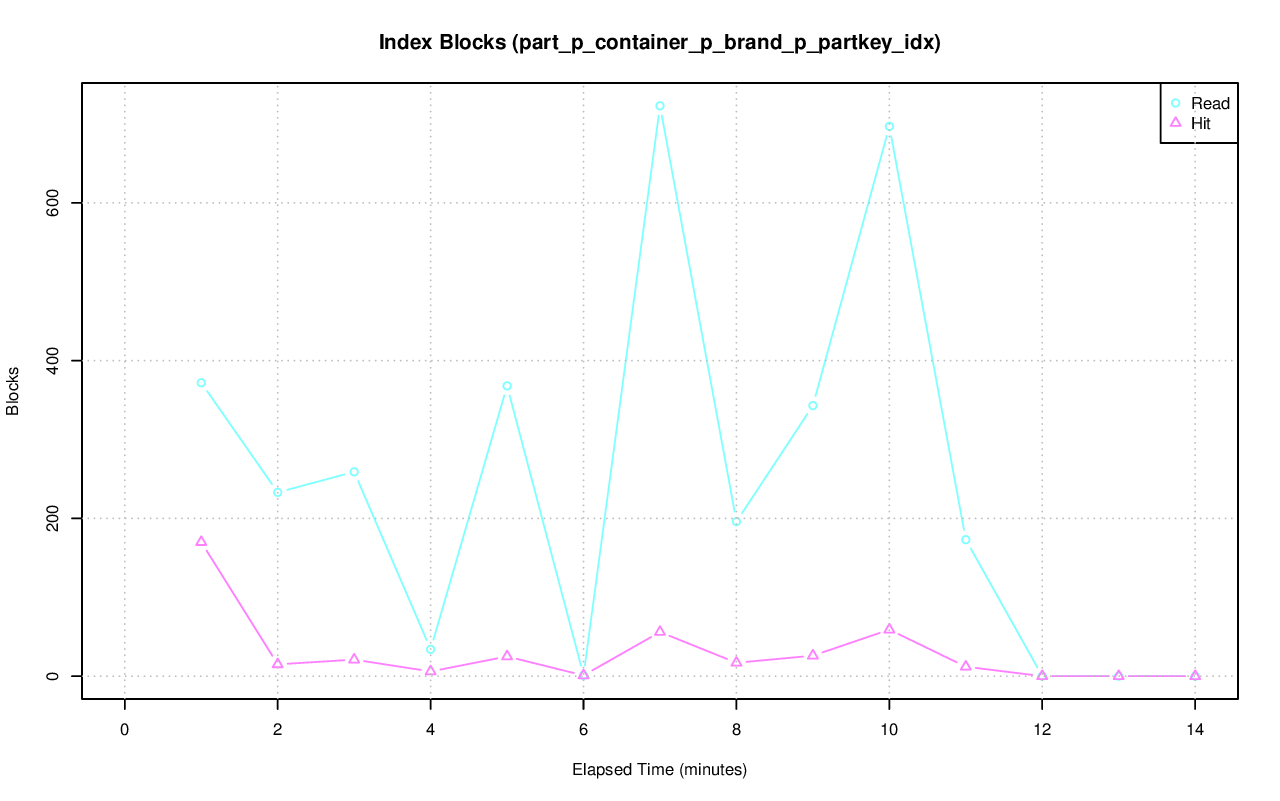 Index Blocks (part_p_container_p_brand_p_partkey_idx)
Read
Hit
Blocks
600
400
200
0
0 2 4 6 8 10 12 14
Elapsed Time (minutes)